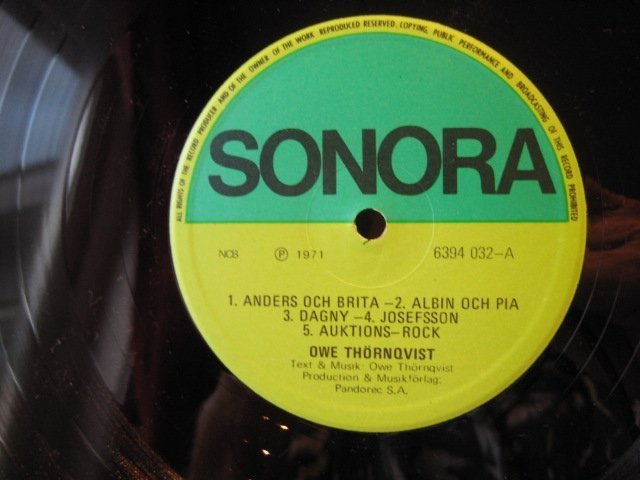 ALL RIGHTS OF THE RECORD PRODUCER AND OF THE OWNER OF THE WORK REPRODUCED RESERVED. COPYING, PUBLIC PERFORMANCE AND BROADCASTING OF THIS RECORD PROHIBITED
SONORA
NCB Ⓟ 1971 6394 032-A
1. ANDERS OCH BRITA -2. ALBIN OCH PIA
3. DAGNY -4. JOSEFSSON
5. AUKTIONS-ROCK
OWE THÖRNQVIST
Text & Musik: Owe Thörnqvist
Production & Musikförlag:
Pandorec S.A.